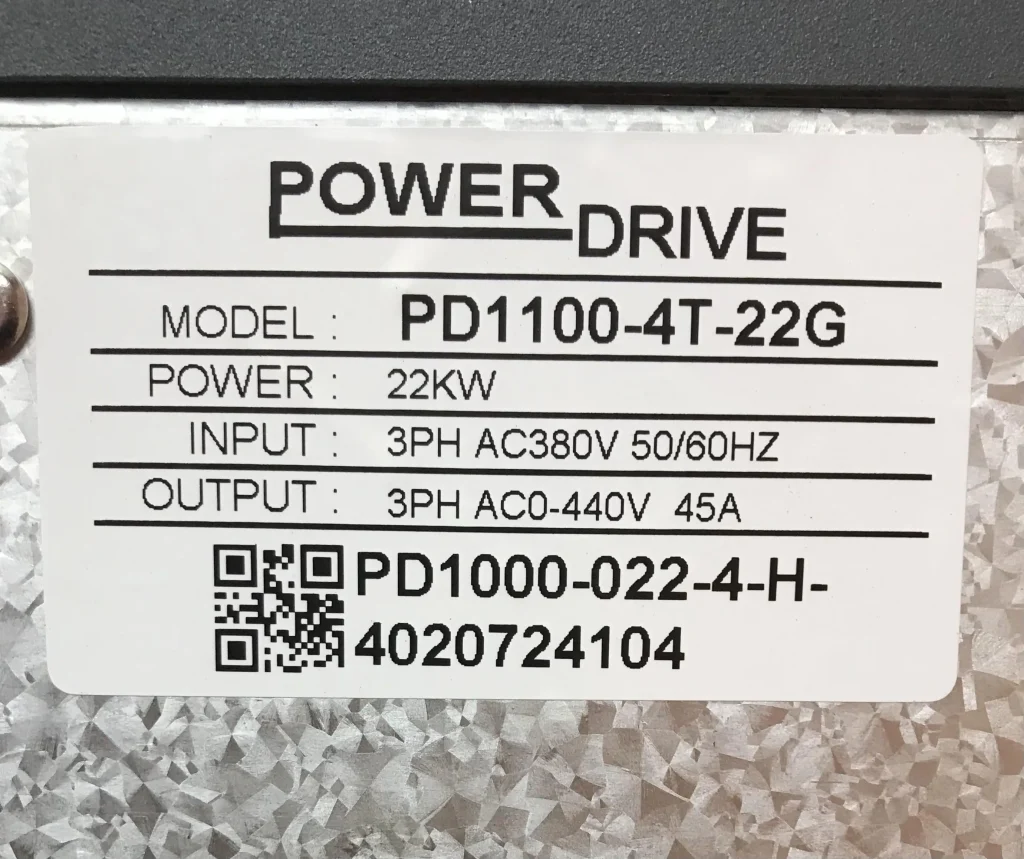 POWER DRIVE
MODEL : PD1100-4T-22G
POWER : 22KW
INPUT : 3PH AC380V 50/60HZ
OUTPUT : 3PH AC0-440V 45A
PD1000-022-4-H-
4020724104